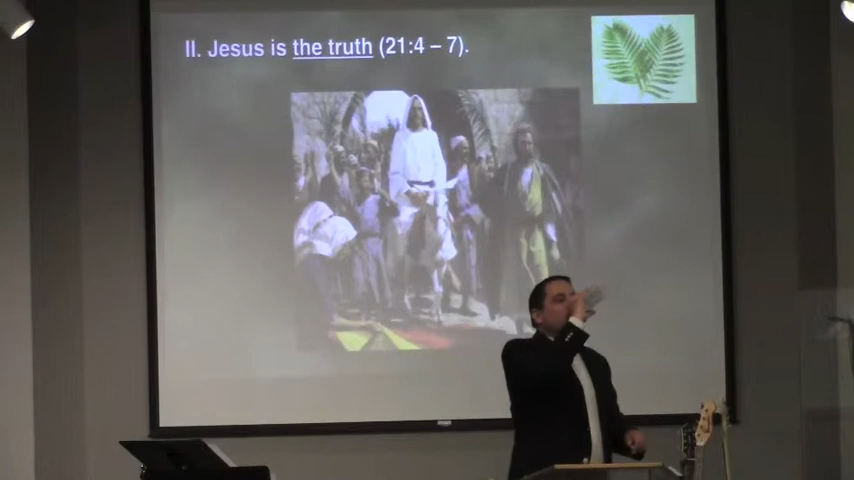 II. Jesus is the truth (21:4 – 7).